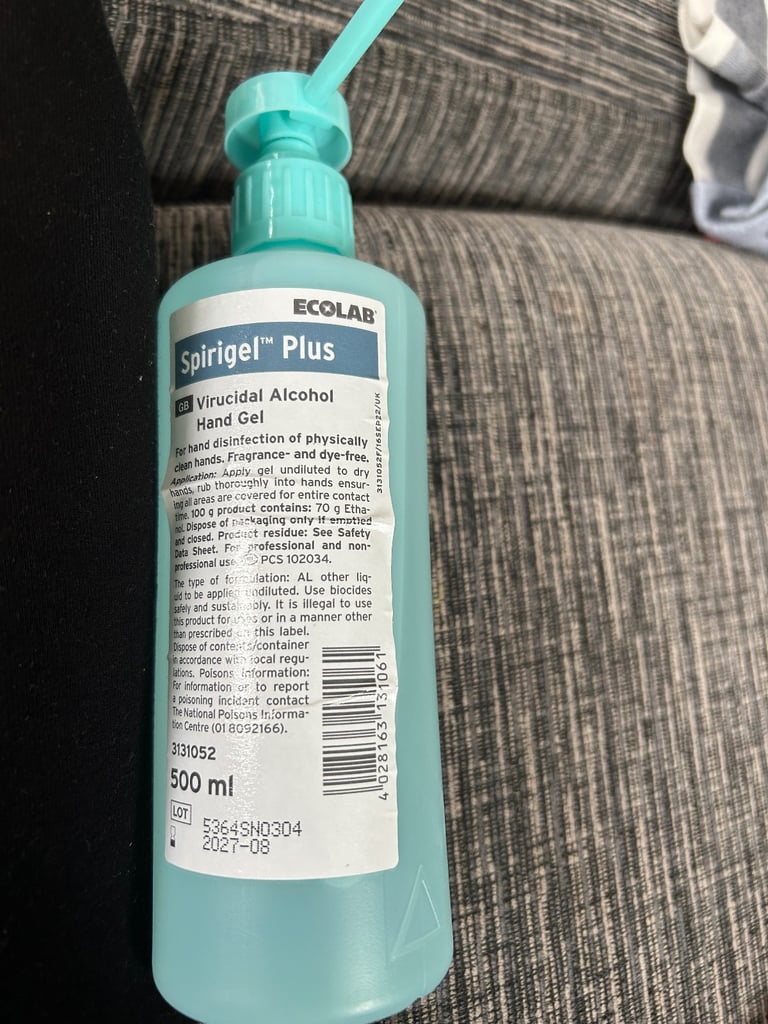 ECOLAB
Spirigel™ Plus
GB Virucidal Alcohol
Hand Gel
For hand disinfection of physically
clean hands. Fragrance- and dye-free.
Application: Apply gel undiluted to dry
hands, rub thoroughly into hands ensur-
ing all areas are covered for entire contact
time. 100 g product contains: 70 g Etha-
nol. Dispose of packaging only if emptied
and closed. Product residue: See Safety
Data Sheet. For professional and non-
professional use. PCS 102034.
The type of formulation: AL other liq-
uid to be applied undiluted. Use biocides
safely and sustainably. It is illegal to use
this product for uses or in a manner other
than prescribed on this label.
Dispose of contents/container
in accordance with local regu-
lations. Poisons information:
For information or to report
a poisoning incident contact
The National Poisons Informa-
tion Centre (01 8092166).
3131052
500 ml
LOT
5364SN0304
2027-08
3131052F/16SEP22/UK
4 028163 131061